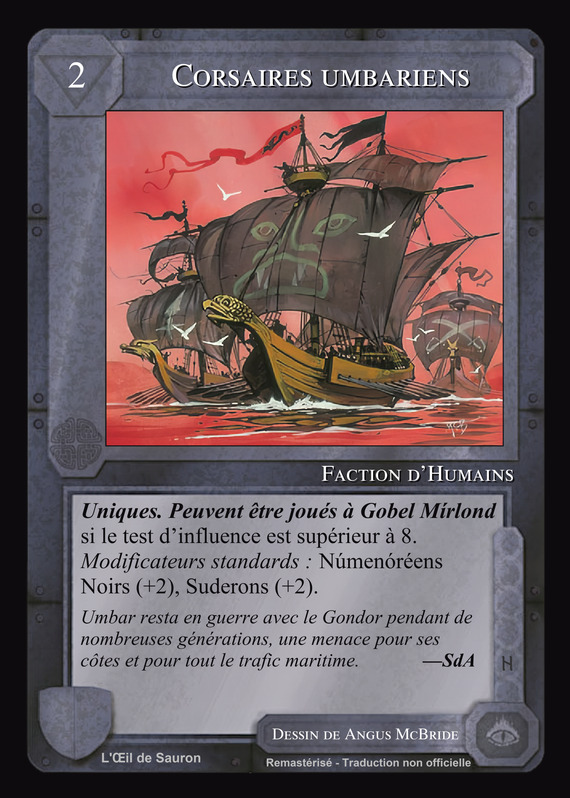 2
CORSAIRES UMBARIENS
FACTION D'HUMAINS
Uniques. Peuvent être joués à Gobel Mírlond
si le test d'influence est supérieur à 8.
Modificateurs standards : Núménóréens
Noirs (+2), Suderons (+2).
Umbar resta en guerre avec le Gondor pendant de
nombreuses générations, une menace pour ses
côtes et pour tout le trafic maritime. —SdA
DESSIN DE ANGUS MCBRIDE
L'Œil de Sauron
Remastérisé - Traduction non officielle